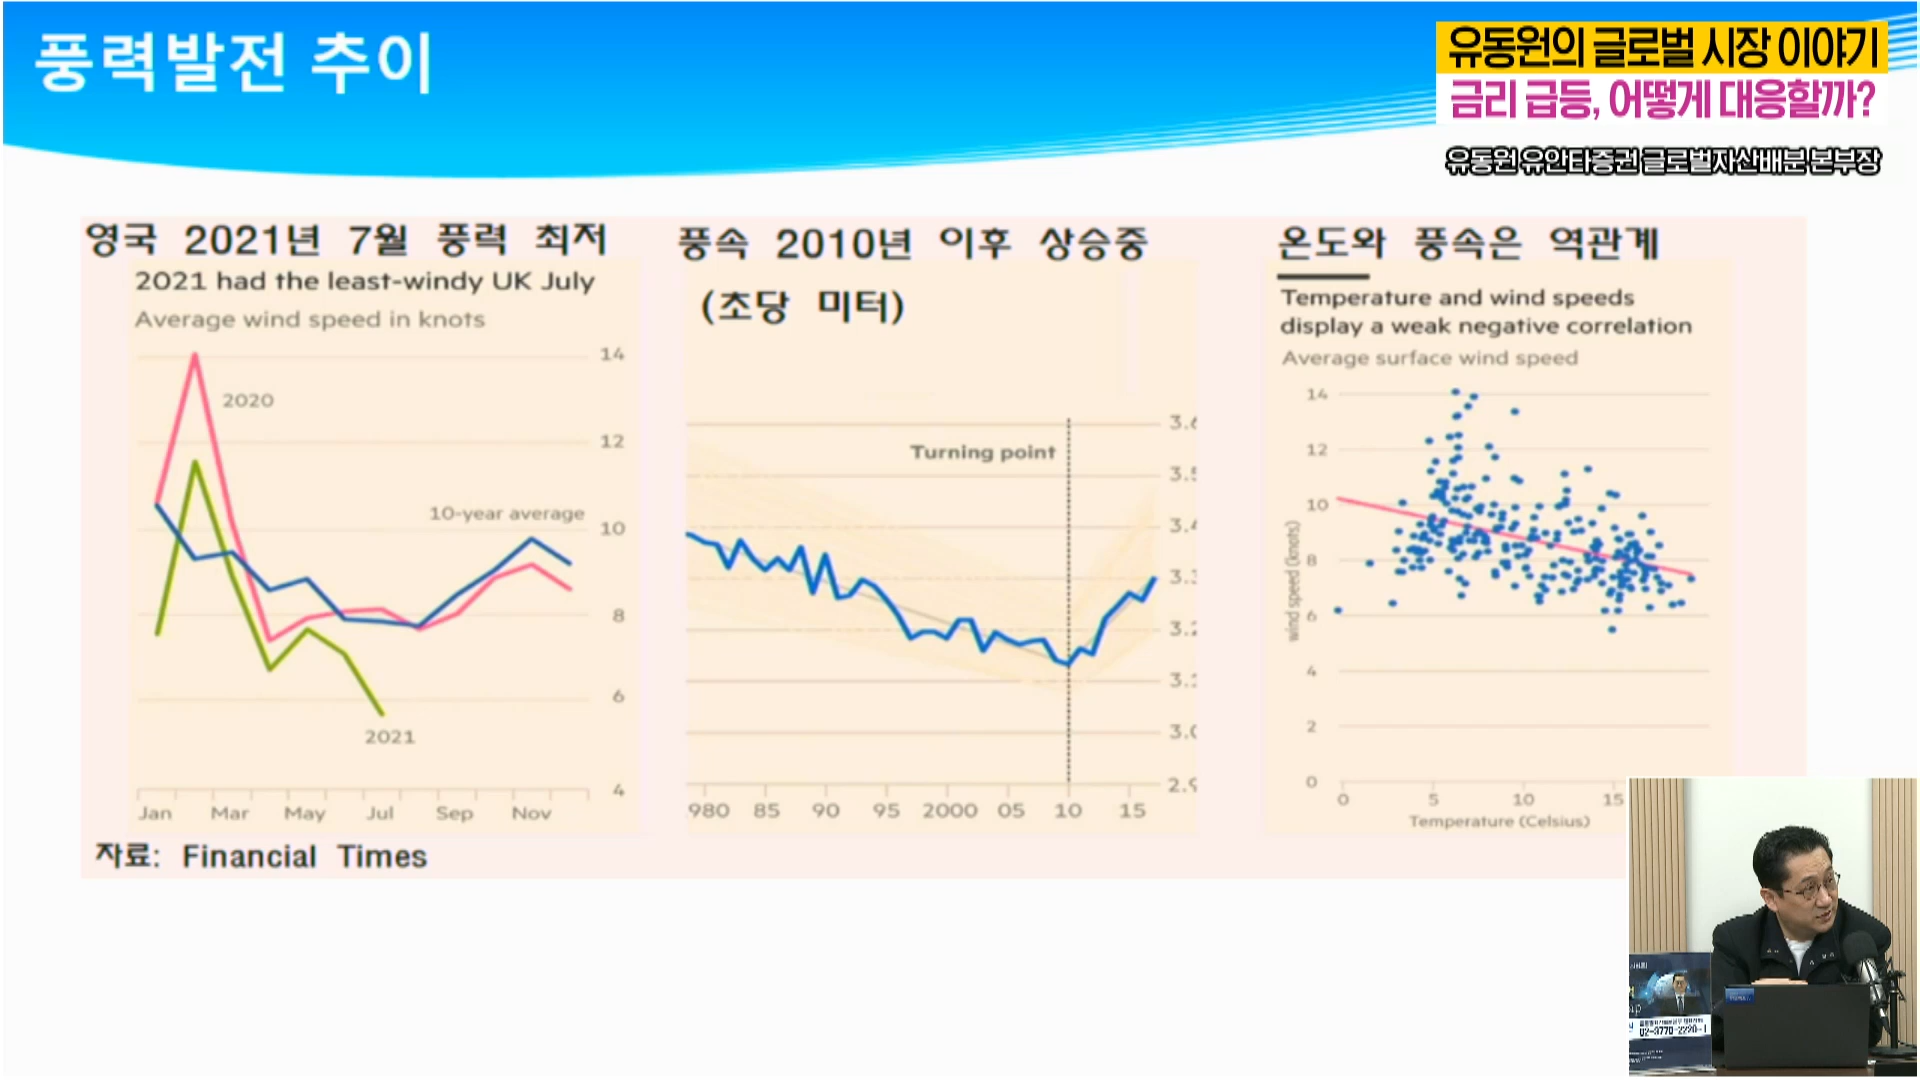 풍력발전 추이
유동원의 글로벌 시장 이야기
금리 급등, 어떻게 대응할까?
유동원 유안타증권 글로벌자산배분 본부장
영국 2021년 7월 풍력 최저
2021 had the least-windy UK July
Average wind speed in knots
14
2020
12
10-year average
10
8
6
2021
4
Jan Mar May Jul Sep Nov
풍속 2010년 이후 상승중
(초당 미터)
Turning point
980 85 90 95 2000 05 10 15
온도와 풍속은 역관계
Temperature and wind speeds
display a weak negative correlation
Average surface wind speed
14
12
10
8
6
4
2
0
wind speed (knots)
0 5 10 15
Temperature (Celsius)
자료: Financial Times
02-3770-2220~1